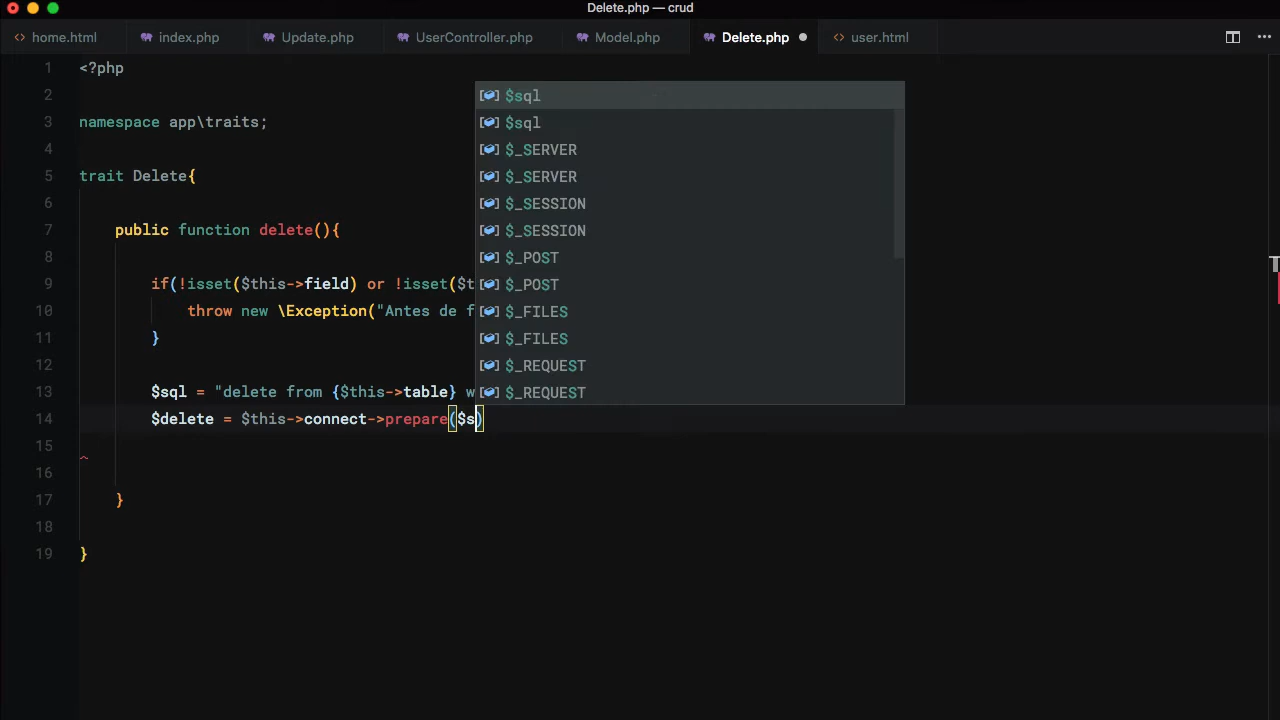 Delete.php — crud
home.html index.php Update.php UserController.php Model.php Delete.php user.html
1 <?php
2
3 namespace app\traits;
4
5 trait Delete{
6
7 public function delete(){
8
9 if(!isset($this->field) or !isset($t
10 throw new \Exception("Antes de f
11 }
12
13 $sql = "delete from {$this->table} w
14 $delete = $this->connect->prepare($s)
15
16
17 }
18
19 }
$sql
$sql
$_SERVER
$_SERVER
$_SESSION
$_SESSION
$_POST
$_POST
$_FILES
$_FILES
$_REQUEST
$_REQUEST